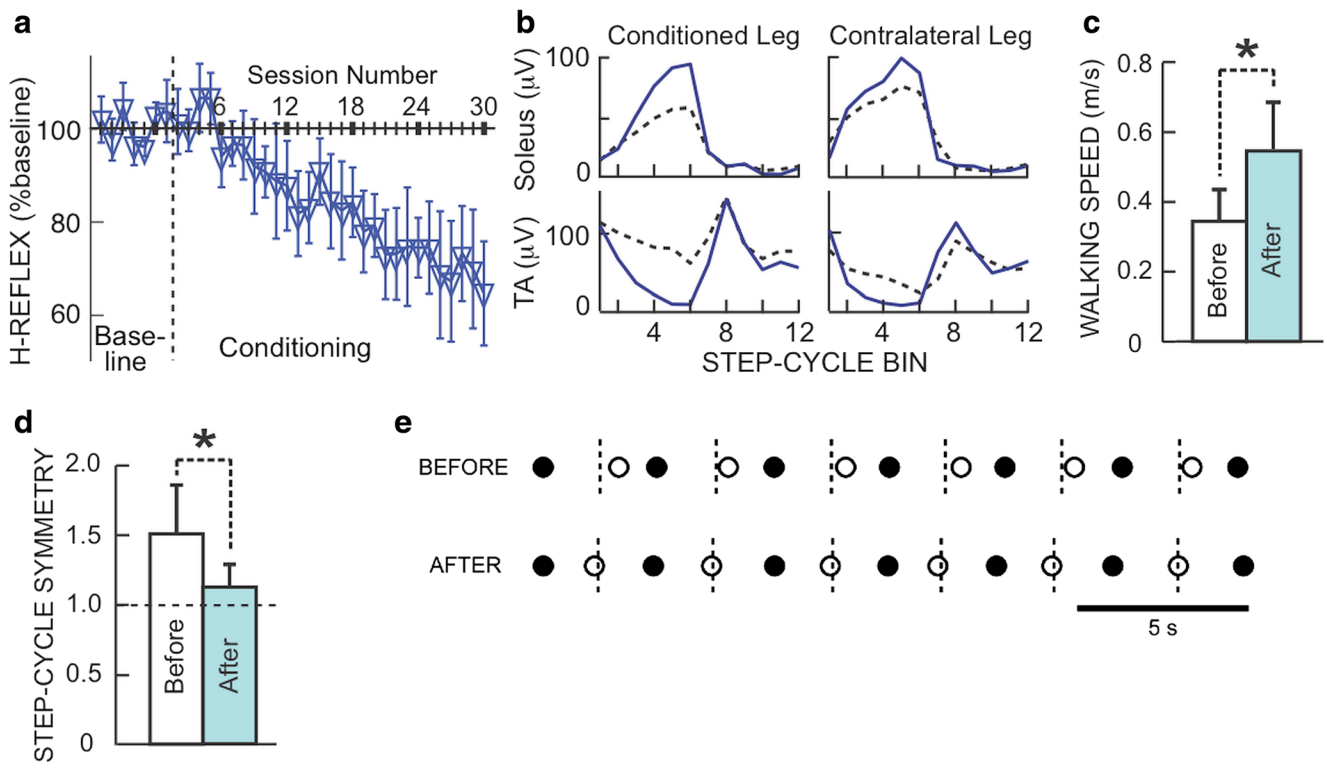 a
H-REFLEX (%baseline)
Session Number
6 12 18 24 30
100
80
60
Base-
line
Conditioning
b
Conditioned Leg
Contralateral Leg
Soleus (μV)
100
0
TA (μV)
100
0
4 8 12
4 8 12
STEP-CYCLE BIN
c
WALKING SPEED (m/s)
*
0.8
0.6
0.4
0.2
0
Before
After
d
STEP-CYCLE SYMMETRY
*
2.0
1.5
1.0
0.5
0
Before
After
e
BEFORE
AFTER
5 s